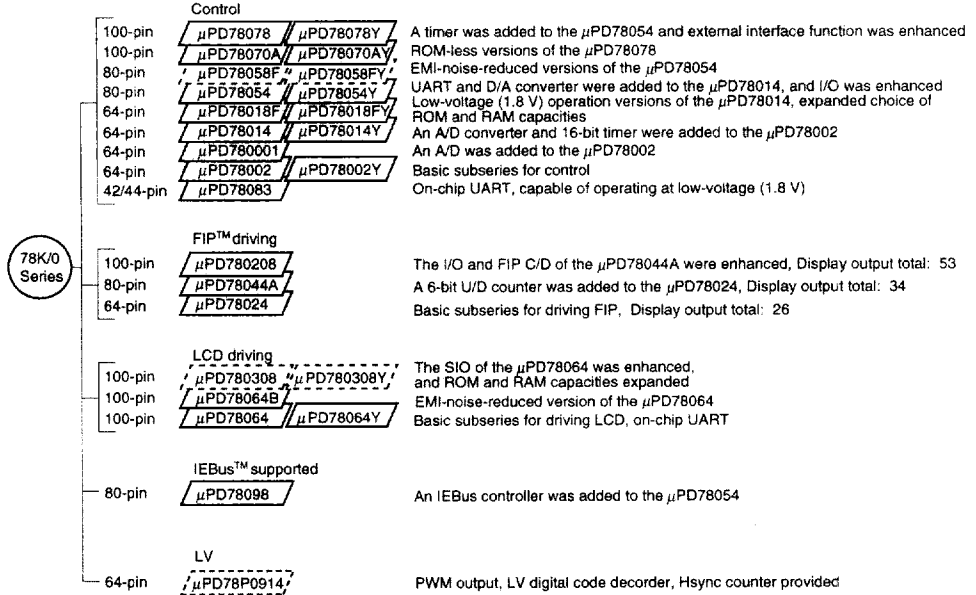 Control
100-pin μPD78078 μPD78078Y A timer was added to the μPD78054 and external interface function was enhanced
100-pin μPD78070A μPD78070AY ROM-less versions of the μPD78078
80-pin μPD78058F μPD78058FY EMI-noise-reduced versions of the μPD78054
80-pin μPD78054 μPD78054Y UART and D/A converter were added to the μPD78014, and I/O was enhanced
64-pin μPD78018F μPD78018FY Low-voltage (1.8 V) operation versions of the μPD78014, expanded choice of
ROM and RAM capacities
64-pin μPD78014 μPD78014Y An A/D converter and 16-bit timer were added to the μPD78002
64-pin μPD780001 An A/D was added to the μPD78002
64-pin μPD78002 μPD78002Y Basic subseries for control
42/44-pin μPD78083 On-chip UART, capable of operating at low-voltage (1.8 V)
78K/0
Series
FIP™ driving
100-pin μPD780208 The I/O and FIP C/D of the μPD78044A were enhanced, Display output total: 53
80-pin μPD78044A A 6-bit U/D counter was added to the μPD78024, Display output total: 34
64-pin μPD78024 Basic subseries for driving FIP, Display output total: 26
LCD driving
100-pin μPD780308 μPD780308Y The SIO of the μPD78064 was enhanced,
and ROM and RAM capacities expanded
100-pin μPD78064B EMI-noise-reduced version of the μPD78064
100-pin μPD78064 μPD78064Y Basic subseries for driving LCD, on-chip UART
IEBus™ supported
80-pin μPD78098 An IEBus controller was added to the μPD78054
LV
64-pin μPD78P0914 PWM output, LV digital code decorder, Hsync counter provided